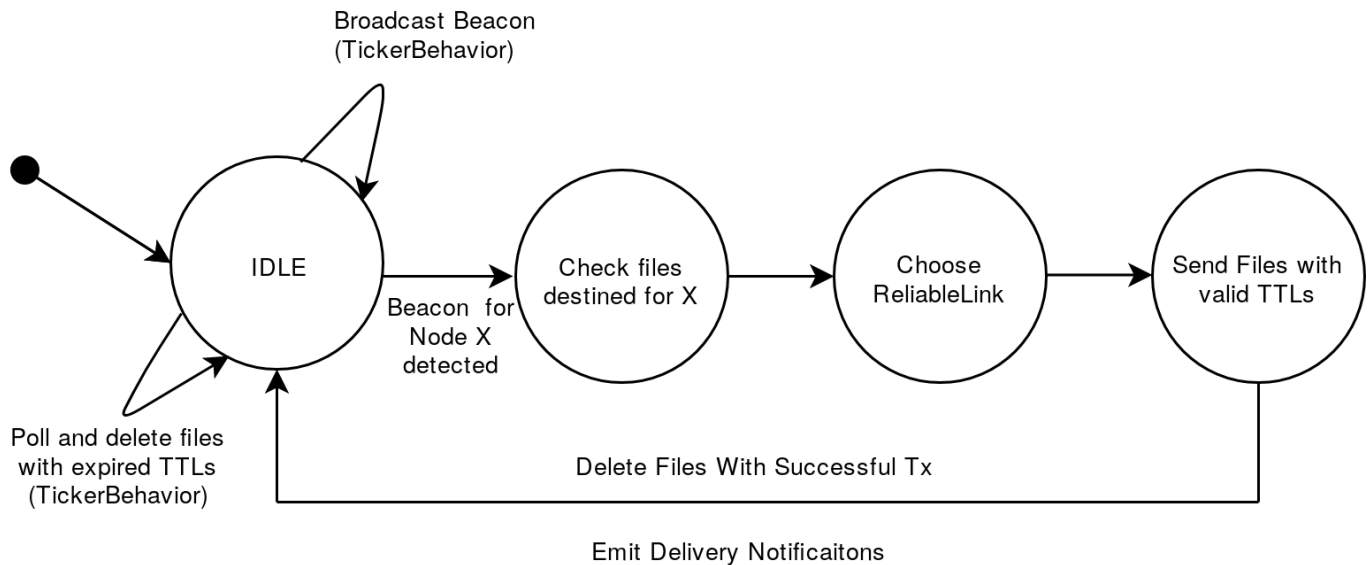 Broadcast Beacon
(TickerBehavior)
IDLE
Beacon for
Node X
detected
Check files
destined for X
Choose
ReliableLink
Send Files with
valid TTLs
Poll and delete files
with expired TTLs
(TickerBehavior)
Delete Files With Successful Tx
Emit Delivery Notificaitons